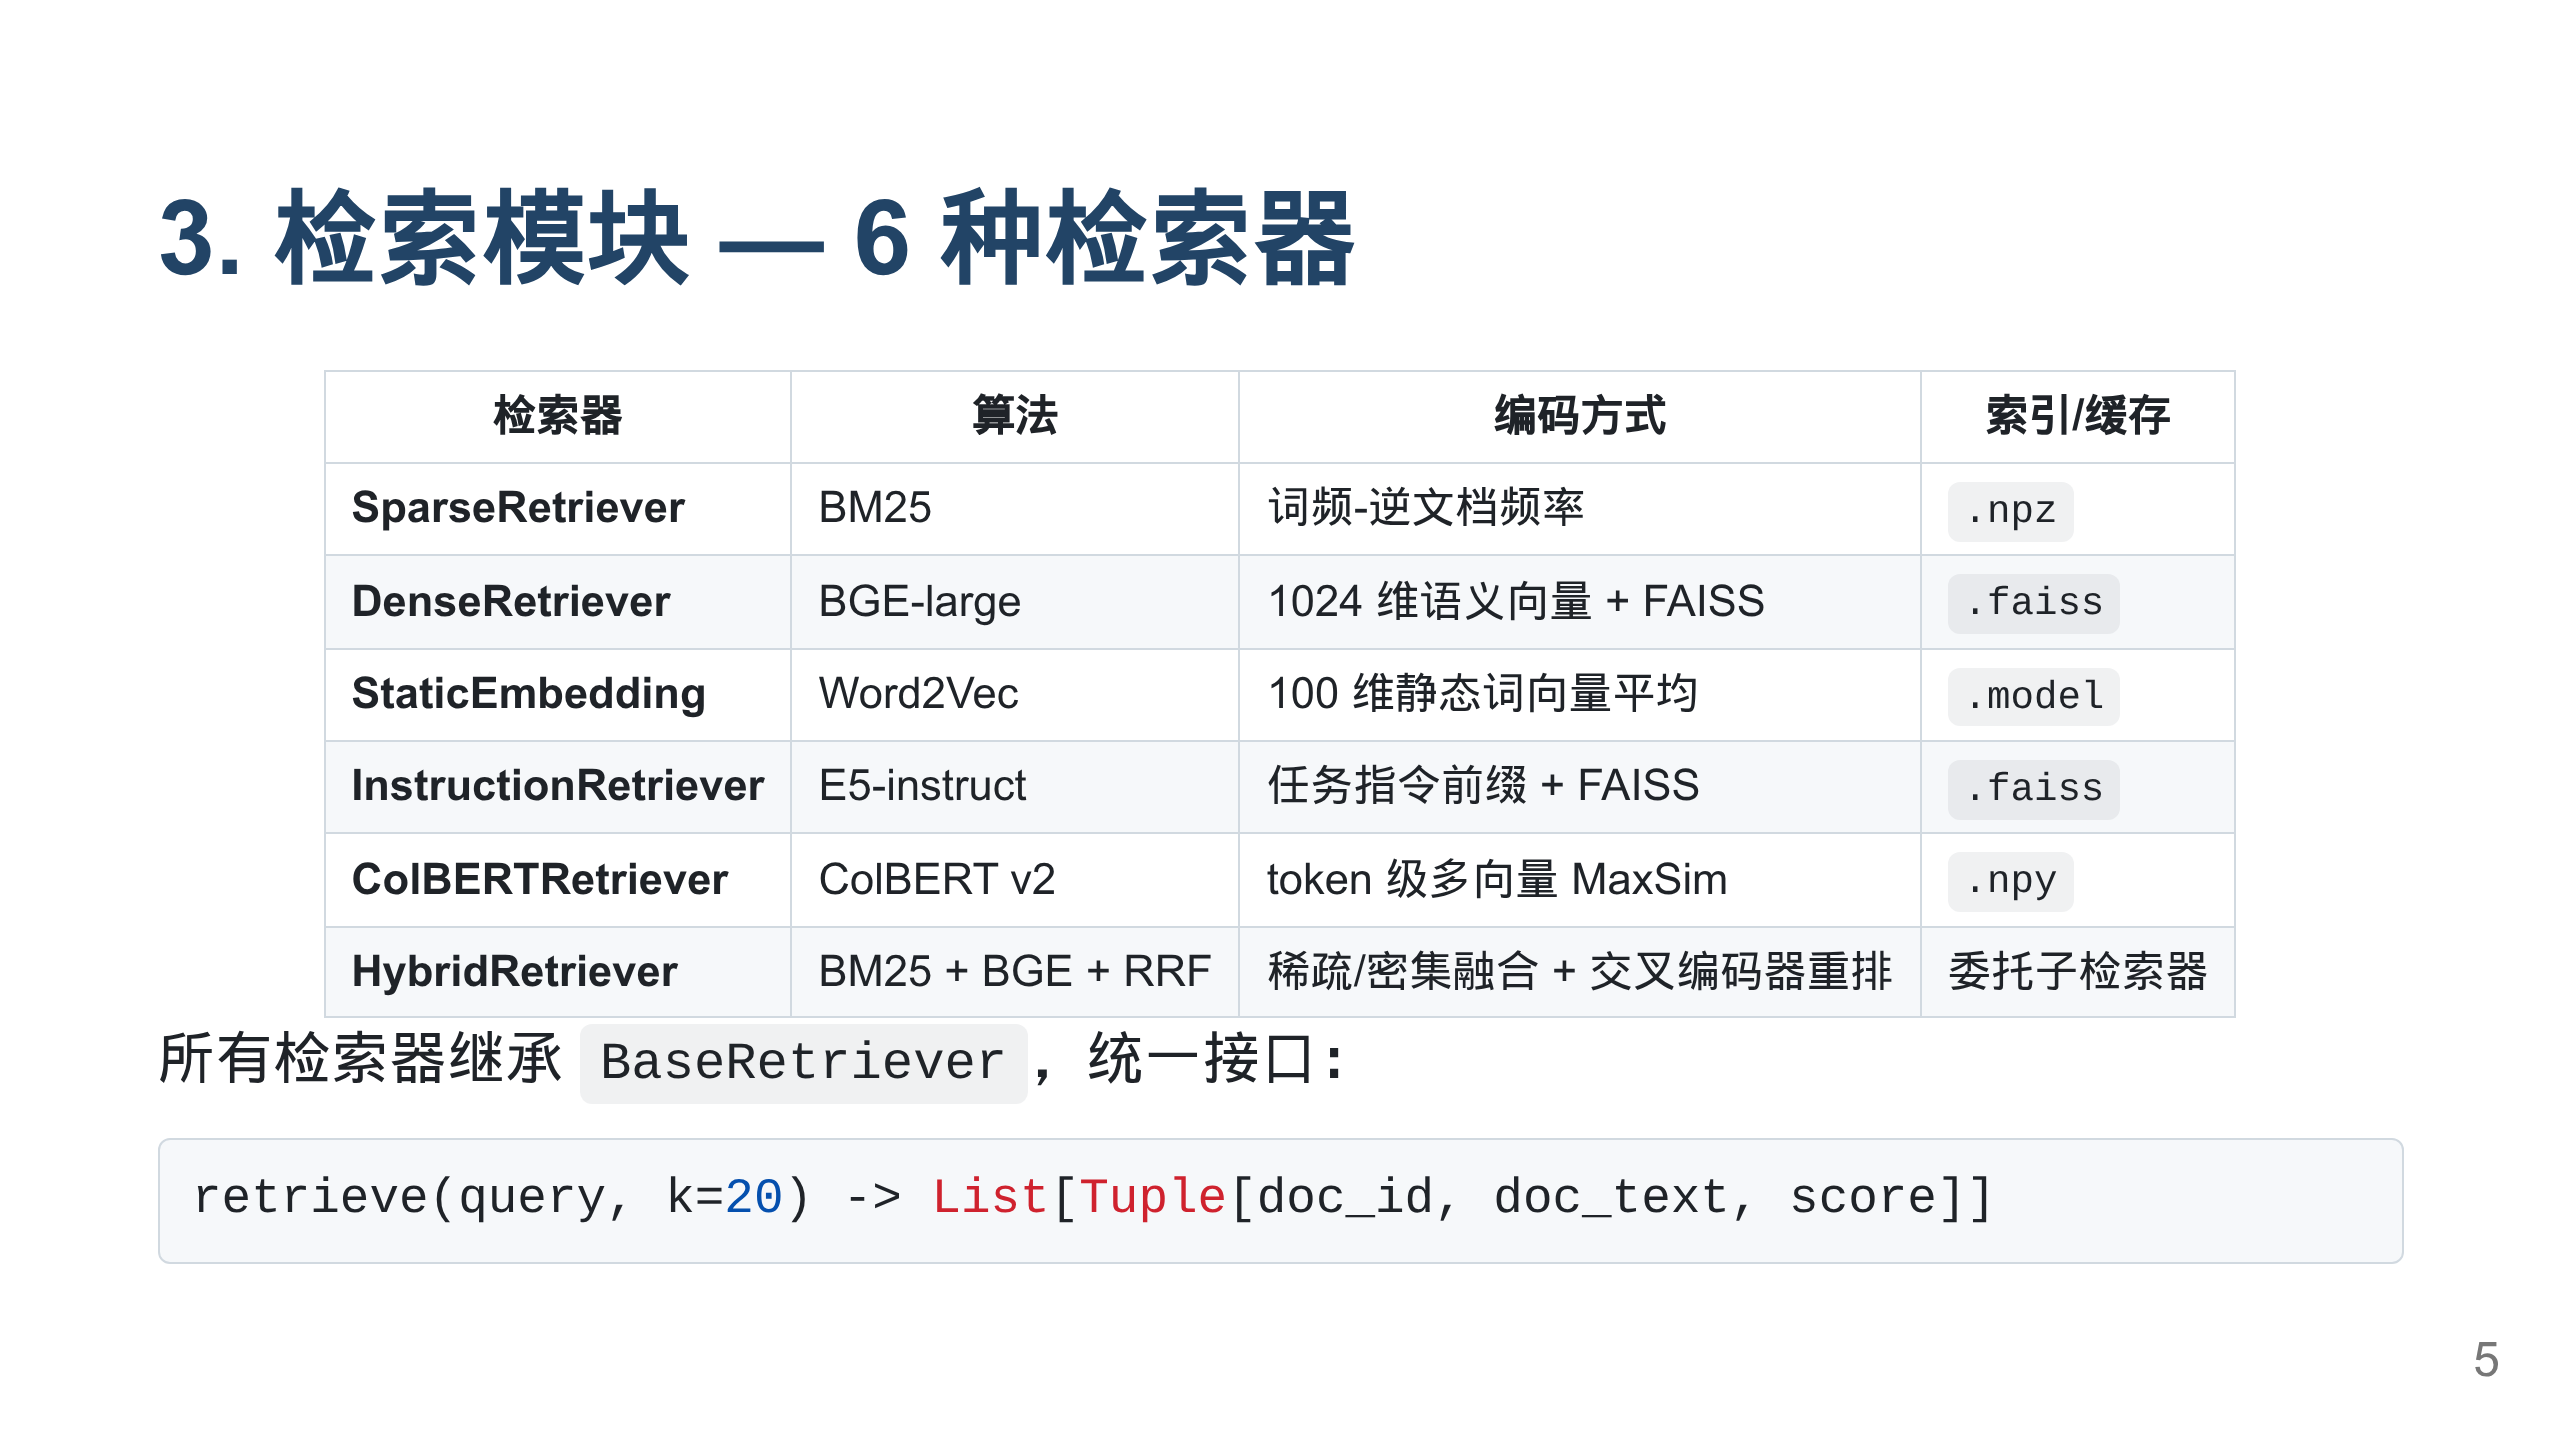 3. 检索模块 — 6 种检索器
检索器 算法 编码方式 索引/缓存
SparseRetriever BM25 词频-逆文档频率 .npz
DenseRetriever BGE-large 1024 维语义向量 + FAISS .faiss
StaticEmbedding Word2Vec 100 维静态词向量平均 .model
InstructionRetriever E5-instruct 任务指令前缀 + FAISS .faiss
ColBERTRetriever ColBERT v2 token 级多向量 MaxSim .npy
HybridRetriever BM25 + BGE + RRF 稀疏/密集融合 + 交叉编码器重排 委托子检索器
所有检索器继承 BaseRetriever，统一接口：
retrieve(query, k=20) -> List[Tuple[doc_id, doc_text, score]]
5